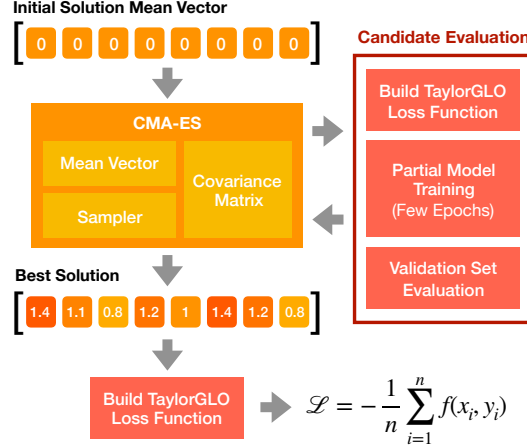 Initial Solution Mean Vector
[ 0 0 0 0 0 0 0 0 ]
Candidate Evaluation
CMA-ES
Mean Vector
Sampler
Covariance
Matrix
Build TaylorGLO
Loss Function
Partial Model
Training
(Few Epochs)
Validation Set
Evaluation
Best Solution
[ 1.4 1.1 0.8 1.2 1 1.4 1.2 0.8 ]
Build TaylorGLO
Loss Function
ℒ = − 1/n ∑_{i=1}^{n} f(x_i, y_i)